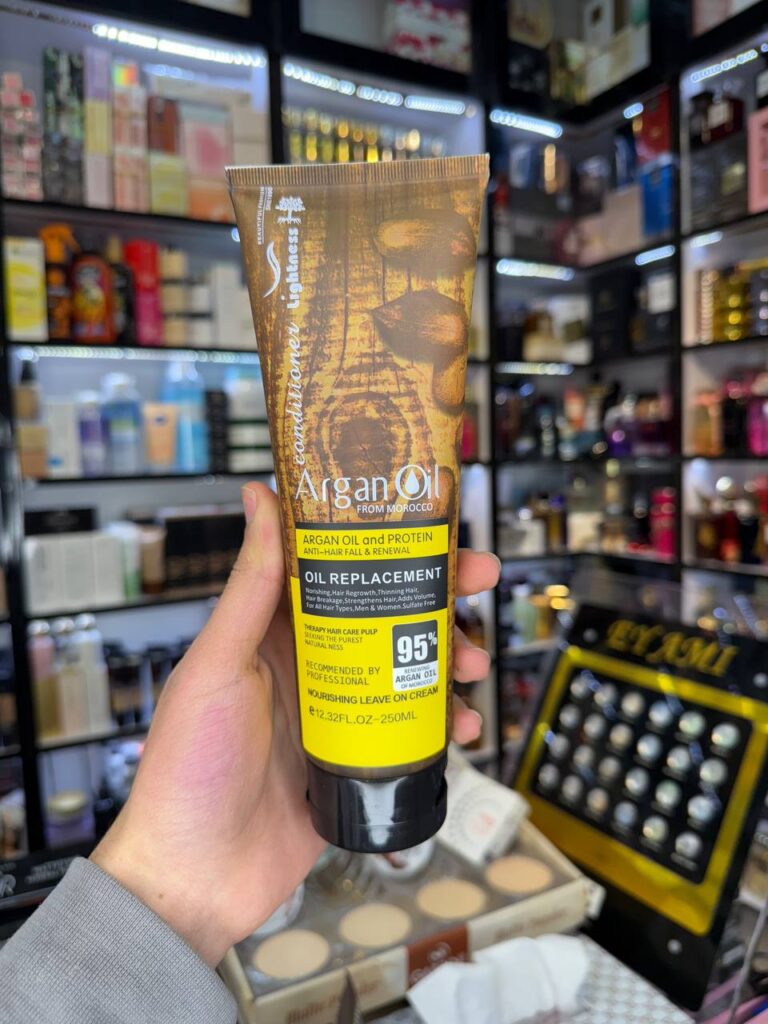 Lightness
conditioner
Argan Oil
FROM MOROCCO
ARGAN OIL and PROTEIN
ANTI-HAIR FALL & RENEWAL
OIL REPLACEMENT
Norishing,Hair Regrowth,Thinning Hair,
Hair Breakage,Strengthens Hair,Adds Volume,
For All Hair Types,Men & Women.Sulfate Free
THERAPY HAIR CARE PULP
SEEKING THE PUREST
NATURAL NESS
95%
RENEWING
ARGAN OIL
OF MOROCCO
RECOMMENDED BY
PROFESSIONAL
NOURISHING LEAVE ON CREAM
e12.32FL.OZ-250ML
EYAMI